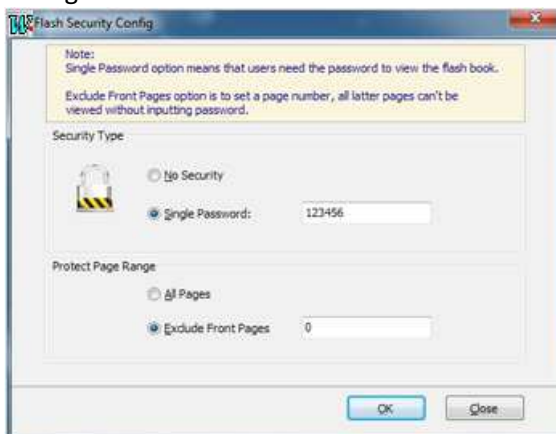 Flash Security Config
Note:
Single Password option means that users need the password to view the flash book.
Exclude Front Pages option is to set a page number, all latter pages can't be
viewed without inputting password.
Security Type
No Security
Single Password:
123456
Protect Page Range
All Pages
Exclude Front Pages
0
OK
Close